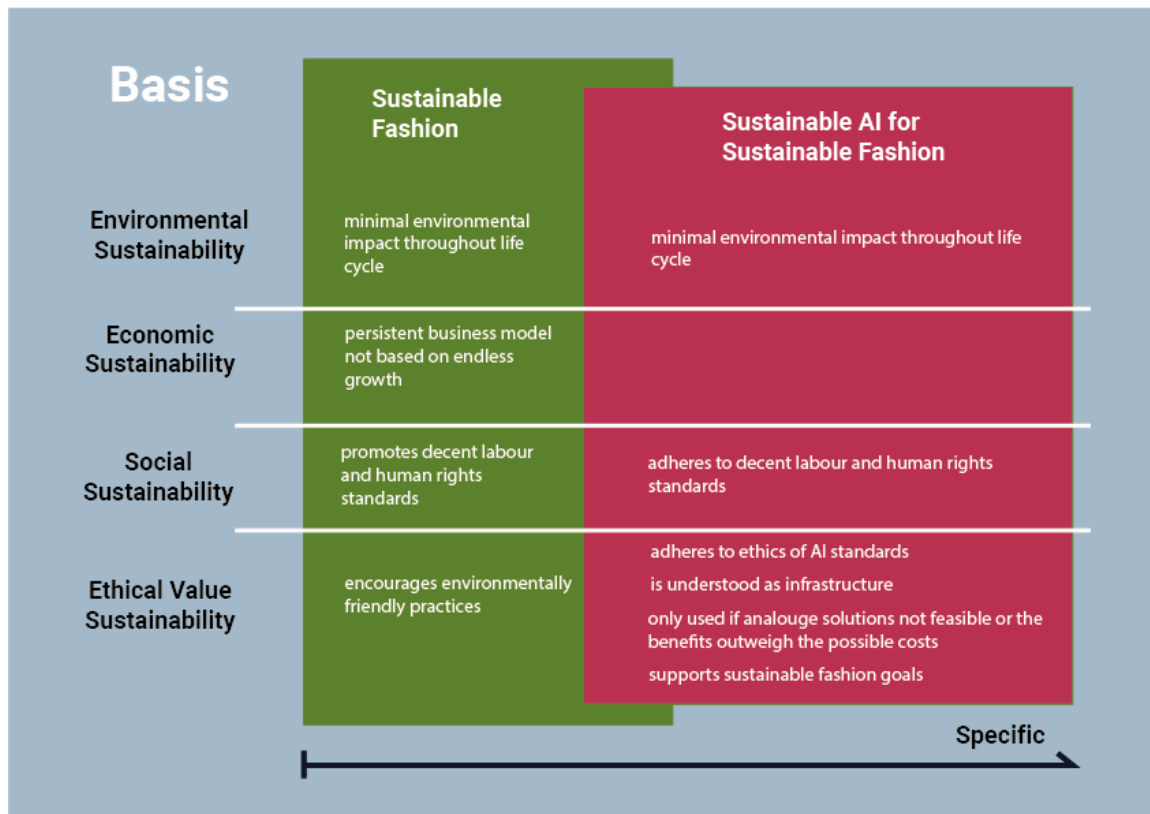 Basis
Sustainable
Fashion
Sustainable AI for
Sustainable Fashion
Environmental
Sustainability
minimal environmental
impact throughout life
cycle
minimal environmental impact throughout life
cycle
Economic
Sustainability
persistent business model
not based on endless
growth
Social
Sustainability
promotes decent labour
and human rights
standards
adheres to decent labour and human rights
standards
Ethical Value
Sustainability
encourages environmentally
friendly practices
adheres to ethics of AI standards
is understood as infrastructure
only used if analouge solutions not feasible or the
benefits outweigh the possible costs
supports sustainable fashion goals
Specific